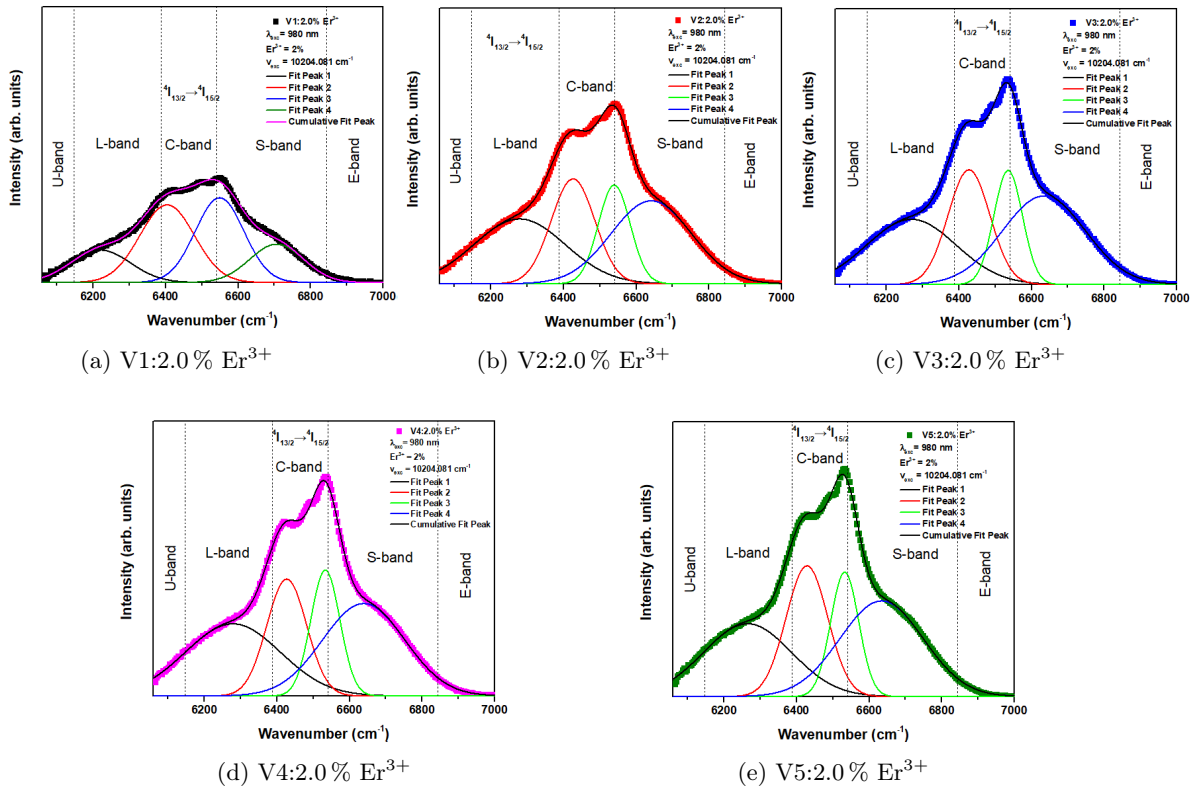 V1:2.0% Er³⁺
λexc = 980 nm
Er³⁺ = 2%
νexc = 10204.081 cm⁻¹
Fit Peak 1
Fit Peak 2
Fit Peak 3
Fit Peak 4
Cumulative Fit Peak
⁴I13/2→⁴I15/2
U-band
L-band
C-band
S-band
E-band
Intensity (arb. units)
6200 6400 6600 6800 7000
Wavenumber (cm⁻¹)
(a) V1:2.0 % Er³⁺
V2:2.0% Er³⁺
λexc = 980 nm
Er³⁺ = 2%
νexc = 10204.081 cm⁻¹
Fit Peak 1
Fit Peak 2
Fit Peak 3
Fit Peak 4
Cumulative Fit Peak
⁴I13/2→⁴I15/2
C-band
U-band
L-band
S-band
E-band
Intensity (arb. units)
6200 6400 6600 6800 7000
Wavenumber (cm⁻¹)
(b) V2:2.0 % Er³⁺
⁴I13/2→⁴I15/2
V3:2.0% Er³⁺
λexc = 980 nm
Er³⁺ = 2%
νexc = 10204.081 cm⁻¹
Fit Peak 1
Fit Peak 2
Fit Peak 3
Fit Peak 4
Cumulative Fit Peak
C-band
U-band
L-band
S-band
E-band
Intensity (arb. units)
6200 6400 6600 6800 7000
Wavenumber (cm⁻¹)
(c) V3:2.0 % Er³⁺
⁴I13/2→⁴I15/2
V4:2.0% Er³⁺
λexc = 980 nm
Er³⁺ = 2%
νexc = 10204.081 cm⁻¹
Fit Peak 1
Fit Peak 2
Fit Peak 3
Fit Peak 4
Cumulative Fit Peak
C-band
U-band
L-band
S-band
E-band
Intensity (arb. units)
6200 6400 6600 6800 7000
Wavenumber (cm⁻¹)
(d) V4:2.0 % Er³⁺
⁴I13/2→⁴I15/2
V5:2.0% Er³⁺
λexc = 980 nm
Er³⁺ = 2%
νexc = 10204.081 cm⁻¹
Fit Peak 1
Fit Peak 2
Fit Peak 3
Fit Peak 4
Cumulative Fit Peak
C-band
U-band
L-band
S-band
E-band
Intensity (arb. units)
6200 6400 6600 6800 7000
Wavenumber (cm⁻¹)
(e) V5:2.0 % Er³⁺